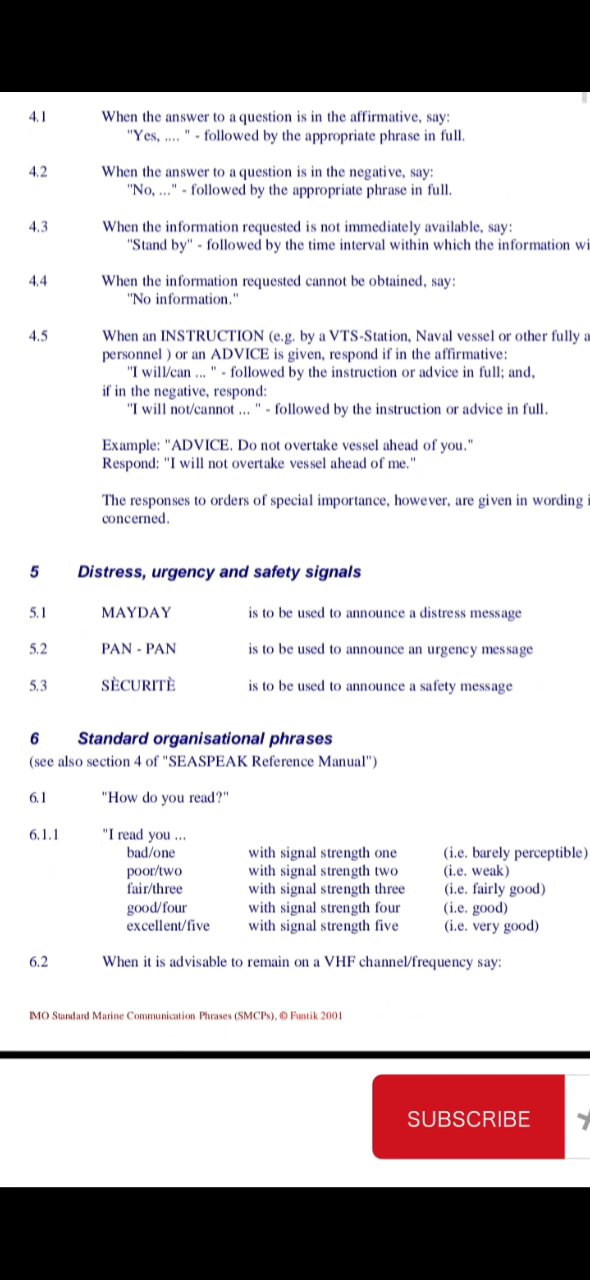 4.1 When the answer to a question is in the affirmative, say:
"Yes, .... " - followed by the appropriate phrase in full.
4.2 When the answer to a question is in the negative, say:
"No, ..." - followed by the appropriate phrase in full.
4.3 When the information requested is not immediately available, say:
"Stand by" - followed by the time interval within which the information wi
4.4 When the information requested cannot be obtained, say:
"No information."
4.5 When an INSTRUCTION (e.g. by a VTS-Station, Naval vessel or other fully a
personnel ) or an ADVICE is given, respond if in the affirmative:
"I will/can ... " - followed by the instruction or advice in full; and,
if in the negative, respond:
"I will not/cannot ... " - followed by the instruction or advice in full.
Example: "ADVICE. Do not overtake vessel ahead of you."
Respond: "I will not overtake vessel ahead of me."
The responses to orders of special importance, however, are given in wording i
concerned.
5 Distress, urgency and safety signals
5.1 MAYDAY is to be used to announce a distress message
5.2 PAN - PAN is to be used to announce an urgency message
5.3 SÈCURITÈ is to be used to announce a safety message
6 Standard organisational phrases
(see also section 4 of "SEASPEAK Reference Manual")
6.1 "How do you read?"
6.1.1 "I read you ...
bad/one with signal strength one (i.e. barely perceptible)
poor/two with signal strength two (i.e. weak)
fair/three with signal strength three (i.e. fairly good)
good/four with signal strength four (i.e. good)
excellent/five with signal strength five (i.e. very good)
6.2 When it is advisable to remain on a VHF channel/frequency say:
IMO Standard Marine Communication Phrases (SMCPs), © Funtik 2001
SUBSCRIBE